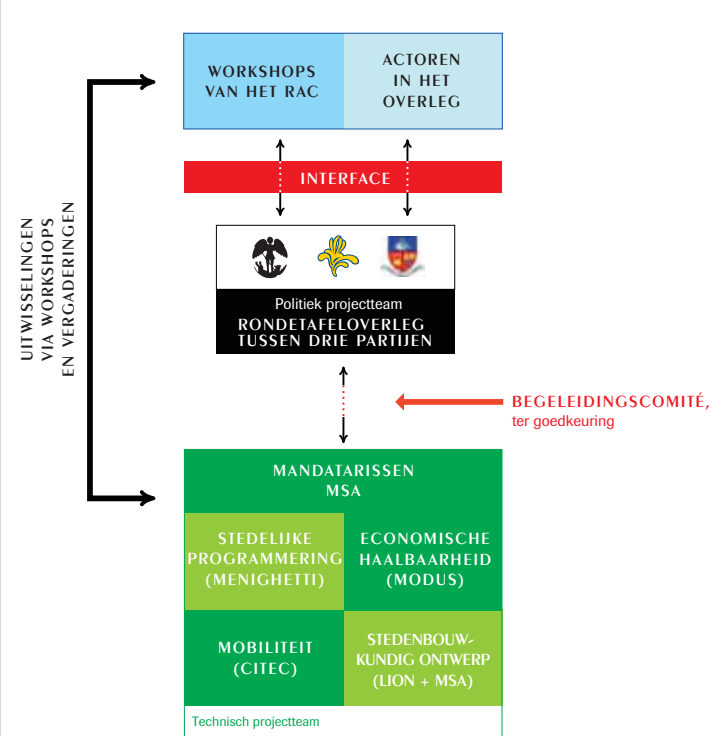 WORKSHOPS
VAN HET RAC
ACTOREN
IN HET
OVERLEG
INTERFACE
UITWISSELINGEN
VIA WORKSHOPS
EN VERGADERINGEN
Politiek projectteam
RONDETAFELOVERLEG
TUSSEN DRIE PARTIJEN
BEGELEIDINGSCOMITÉ,
ter goedkeuring
MANDATARISSEN
MSA
STEDELIJKE
PROGRAMMERING
(MENIGHETTI)
ECONOMISCHE
HAALBAARHEID
(MODUS)
MOBILITEIT
(CITEC)
STEDENBOUW-
KUNDIG ONTWERP
(LION + MSA)
Technisch projectteam